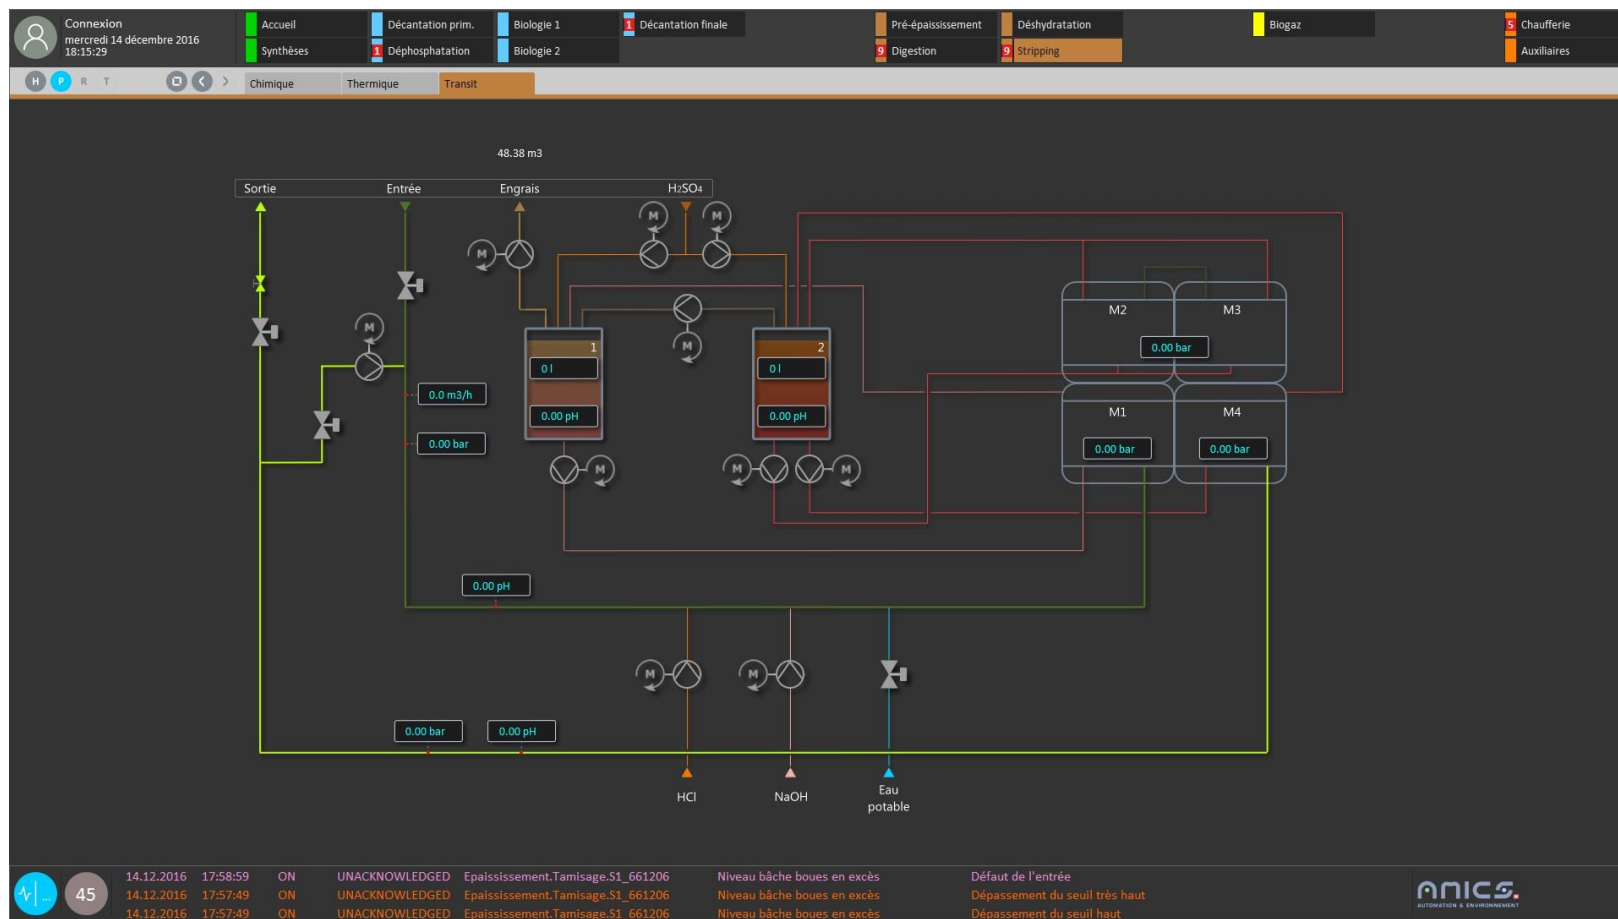 Connexion
mercredi 14 décembre 2016
18:15:29
Accueil
Synthèses
Décantation prim.
1 Déphosphatation
Biologie 1
Biologie 2
1 Décantation finale
Pré-épaississement
9 Digestion
Déshydratation
9 Stripping
Biogaz
5 Chaufferie
Auxiliaires
H P R T
Chimique Thermique Transit
48.38 m3
Sortie Entrée Engrais H2SO4
M M
M
M
M
M2 M3
0.00 bar
1 2
0 l 0 l
0.0 m3/h
0.00 pH 0.00 pH
M1 M4
0.00 bar
0.00 bar 0.00 bar
M M M
0.00 pH
M M
0.00 bar 0.00 pH
HCl NaOH Eau
potable
45
14.12.2016 17:58:59 ON UNACKNOWLEDGED Epaississement.Tamisage.S1_661206 Niveau bâche boues en excès Défaut de l'entrée
14.12.2016 17:57:49 ON UNACKNOWLEDGED Epaississement.Tamisage.S1_661206 Niveau bâche boues en excès Dépassement du seuil très haut
14.12.2016 17:57:49 ON UNACKNOWLEDGED Epaississement.Tamisage.S1_661206 Niveau bâche boues en excès Dépassement du seuil haut
AMICS.
AUTOMATION & ENVIRONNEMENT